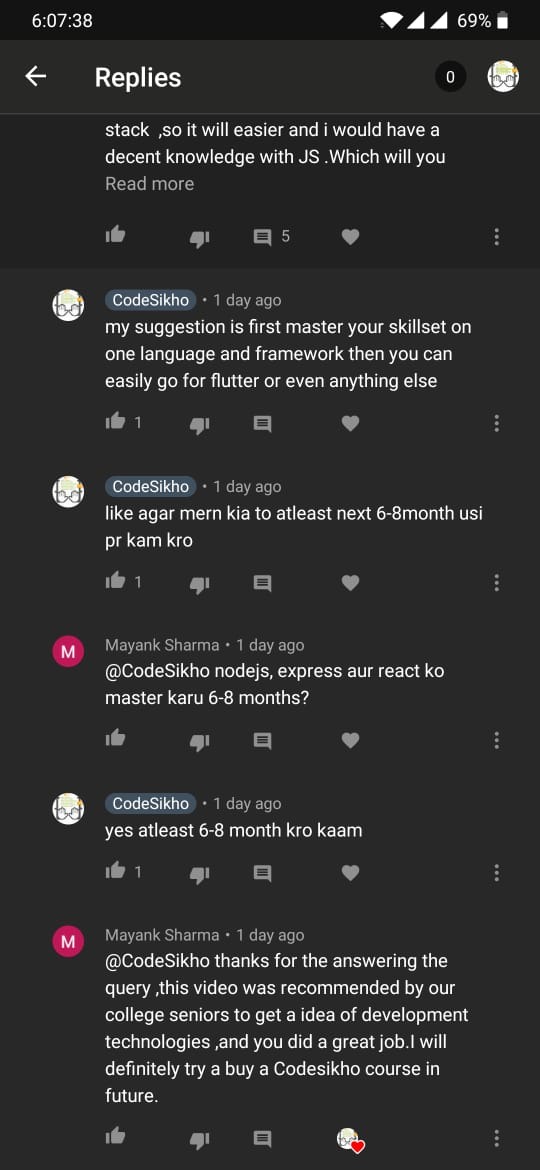 6:07:38
69%
Replies
0
stack ,so it will easier and i would have a
decent knowledge with JS .Which will you
Read more
5
CodeSikho • 1 day ago
my suggestion is first master your skillset on
one language and framework then you can
easily go for flutter or even anything else
1
CodeSikho • 1 day ago
like agar mern kia to atleast next 6-8month usi
pr kam kro
1
M
Mayank Sharma • 1 day ago
@CodeSikho nodejs, express aur react ko
master karu 6-8 months?
CodeSikho • 1 day ago
yes atleast 6-8 month kro kaam
1
M
Mayank Sharma • 1 day ago
@CodeSikho thanks for the answering the
query ,this video was recommended by our
college seniors to get a idea of development
technologies ,and you did a great job.I will
definitely try a buy a Codesikho course in
future.